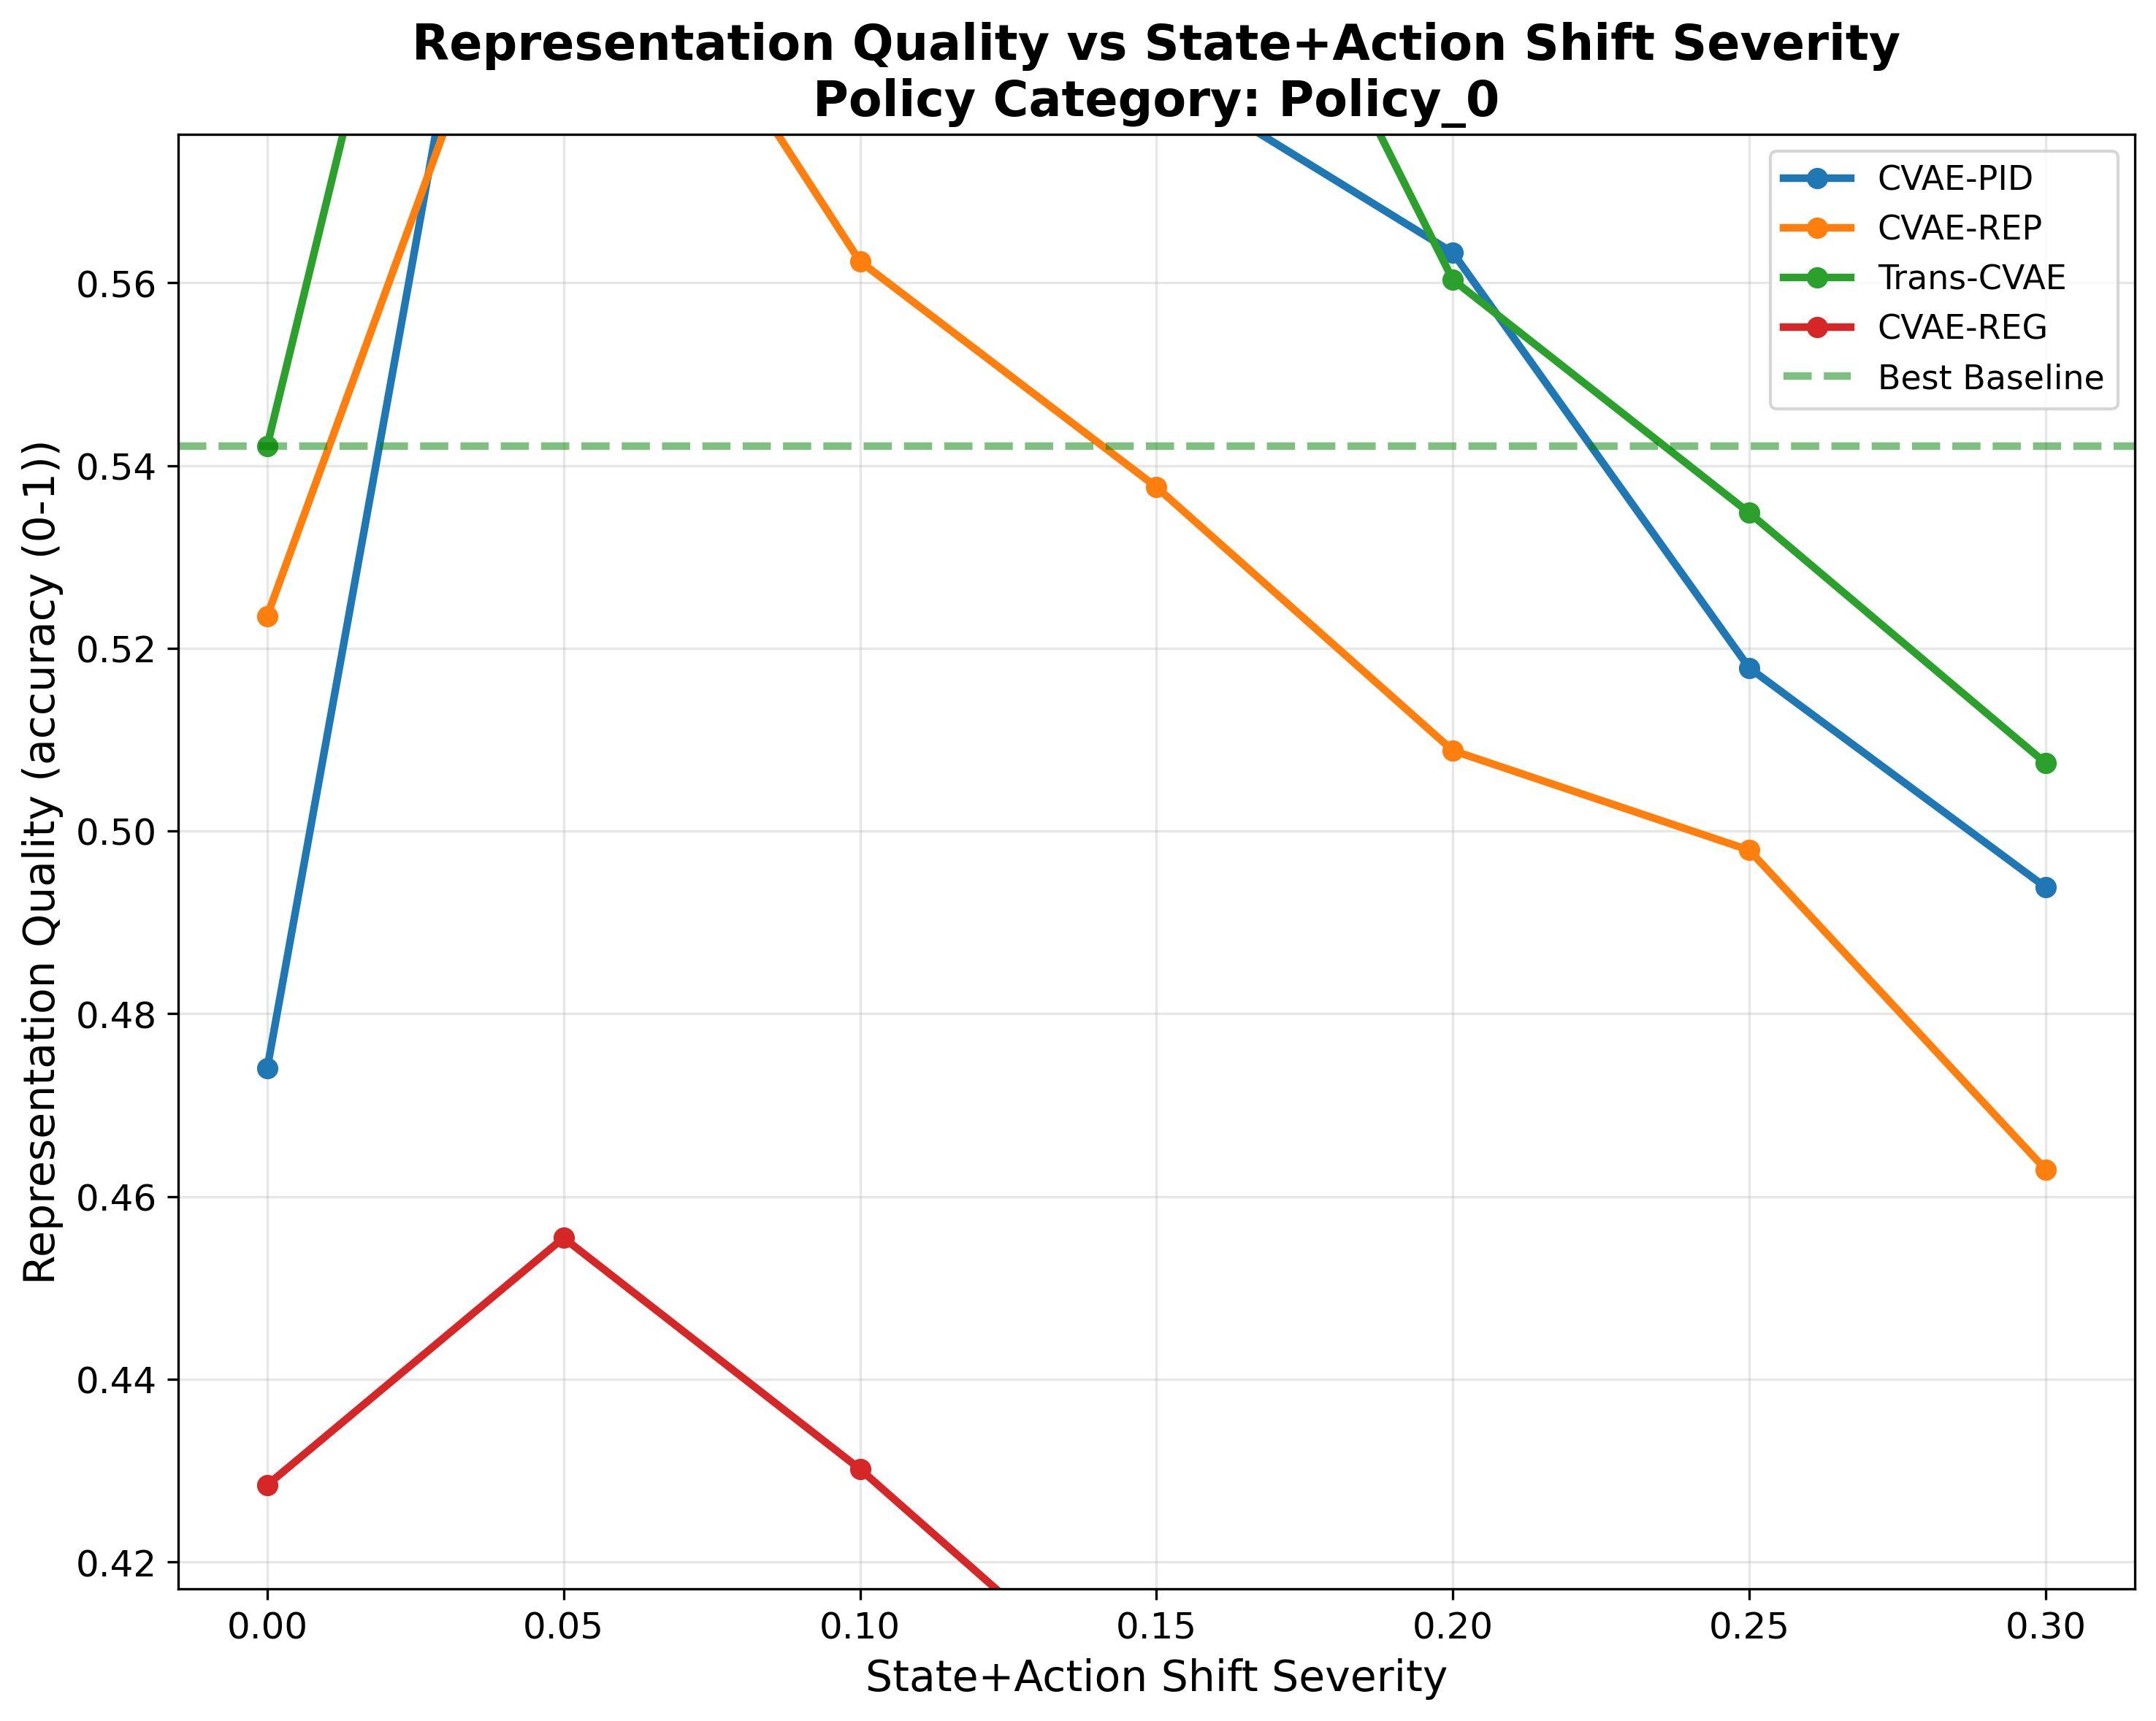 Representation Quality vs State+Action Shift Severity
Policy Category: Policy_0
Representation Quality (accuracy (0-1))
0.56
0.54
0.52
0.50
0.48
0.46
0.44
0.42
CVAE-PID
CVAE-REP
Trans-CVAE
CVAE-REG
Best Baseline
0.00 0.05 0.10 0.15 0.20 0.25 0.30
State+Action Shift Severity